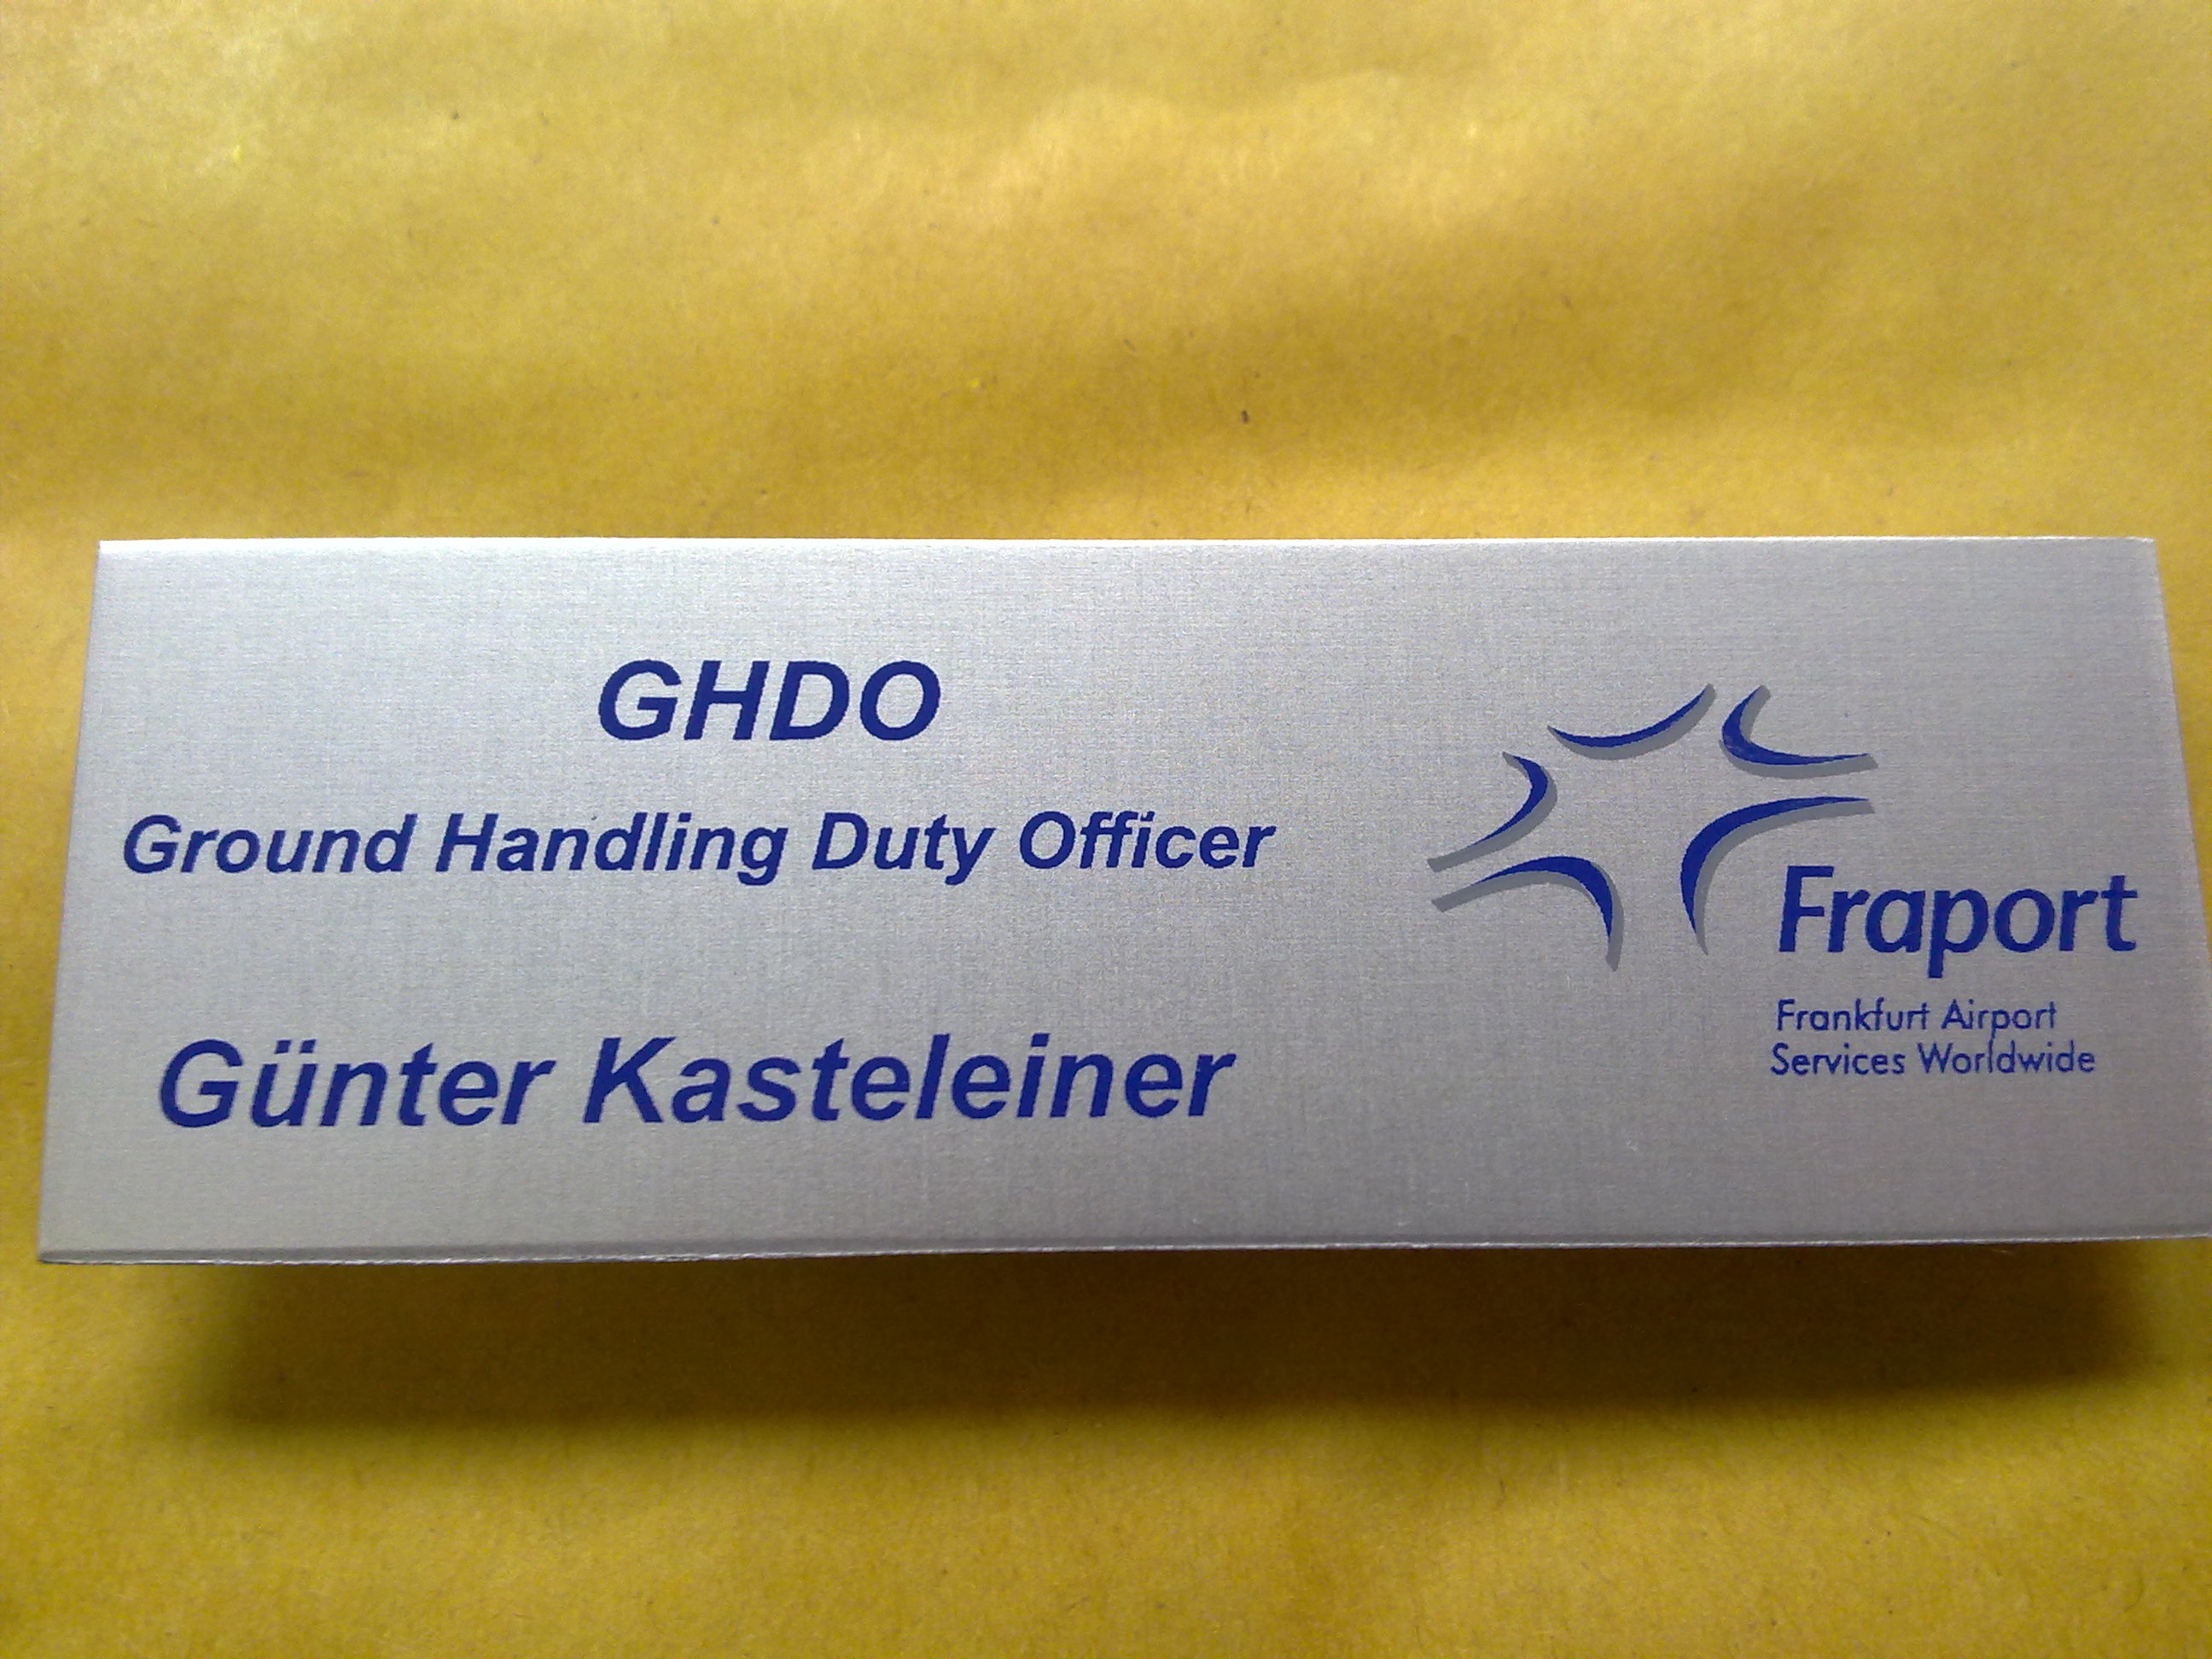 GHDO
Ground Handling Duty Officer
Günter Kasteleiner
Fraport
Frankfurt Airport
Services Worldwide